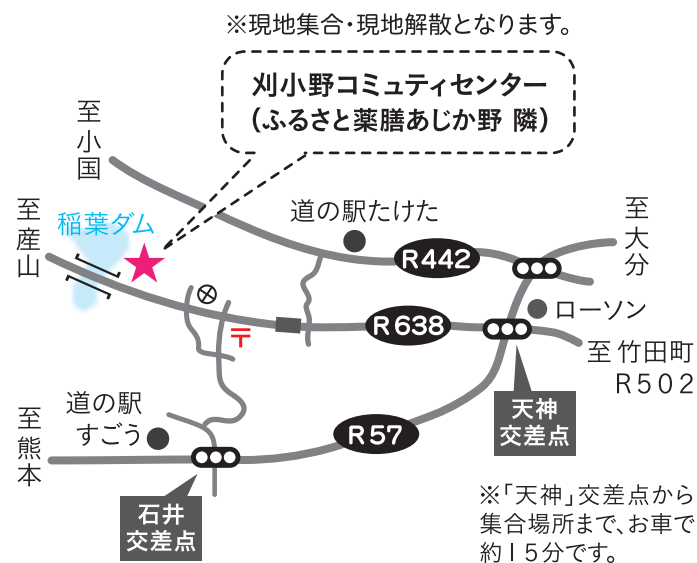 ※現地集合・現地解散となります。
刈小野コミュティセンター
(ふるさと薬膳あじか野 隣)
至小国
至産山
稲葉ダム
道の駅たけた
至大分
R442
ローソン
R638
〒
至竹田町
R502
天神
交差点
道の駅
すごう
至熊本
R57
石井
交差点
※「天神」交差点から
集合場所まで、お車で
約15分です。